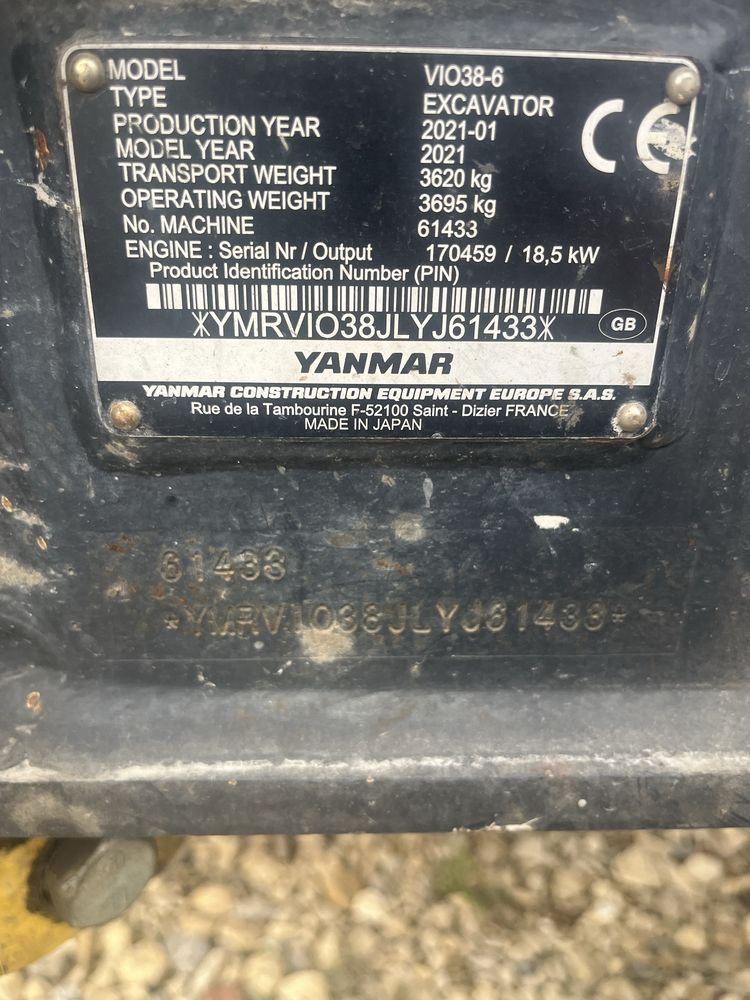 MODEL VIO38-6
TYPE EXCAVATOR
PRODUCTION YEAR 2021-01
MODEL YEAR 2021
TRANSPORT WEIGHT 3620 kg
OPERATING WEIGHT 3695 kg
No. MACHINE 61433
ENGINE : Serial Nr / Output 170459 / 18,5 kW
Product Identification Number (PIN)
*YMRVIO38JLYJ61433*
GB
YANMAR
YANMAR CONSTRUCTION EQUIPMENT EUROPE S.A.S.
Rue de la Tambourine F-52100 Saint - Dizier FRANCE
MADE IN JAPAN
CE
61433
*YMRVIO38JLYJ61433*